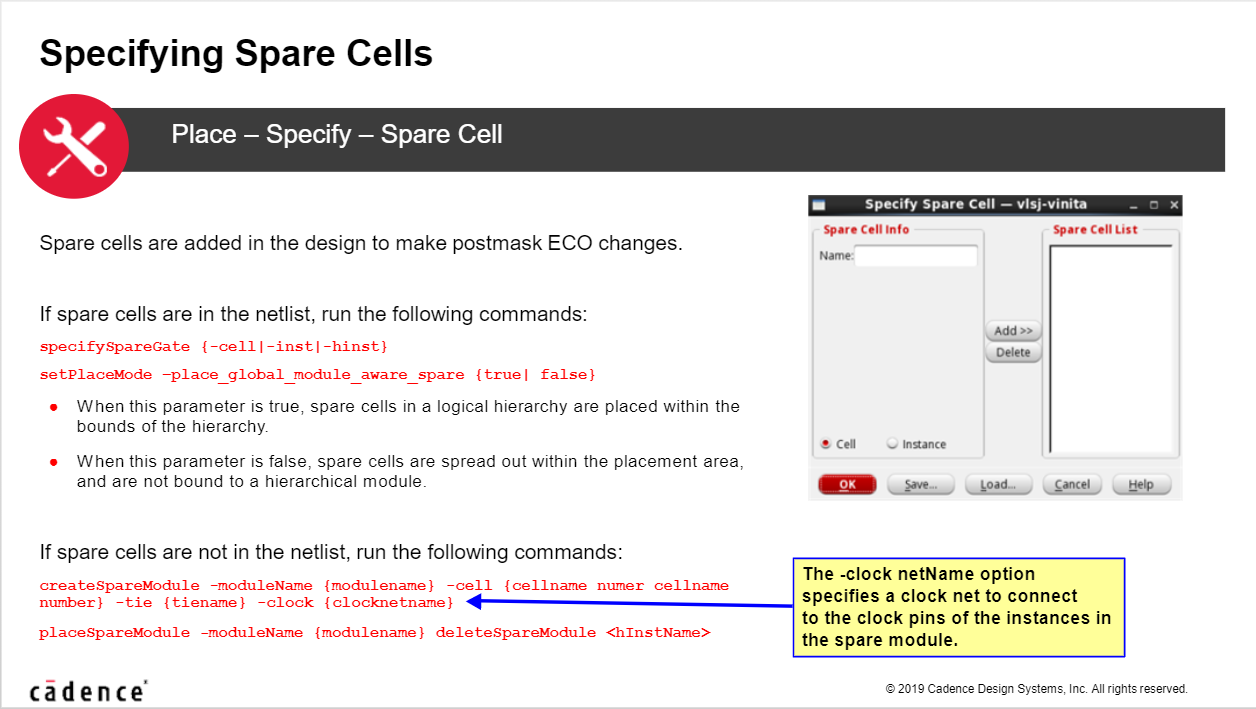 Specifying Spare Cells
Place – Specify – Spare Cell
Spare cells are added in the design to make postmask ECO changes.
If spare cells are in the netlist, run the following commands:
specifySpareGate {-cell|-inst|-hinst}
setPlaceMode –place_global_module_aware_spare {true| false}
● When this parameter is true, spare cells in a logical hierarchy are placed within the
bounds of the hierarchy.
● When this parameter is false, spare cells are spread out within the placement area,
and are not bound to a hierarchical module.
If spare cells are not in the netlist, run the following commands:
createSpareModule -moduleName {modulename} -cell {cellname numer cellname
number} -tie {tiename} -clock {clocknetname}
placeSpareModule -moduleName {modulename} deleteSpareModule <hInstName>
Specify Spare Cell — vlsj-vinita
Spare Cell Info
Name:
Spare Cell List
Add >>
Delete
Cell
Instance
OK
Save...
Load...
Cancel
Help
The -clock netName option
specifies a clock net to connect
to the clock pins of the instances in
the spare module.
cādence
© 2019 Cadence Design Systems, Inc. All rights reserved.